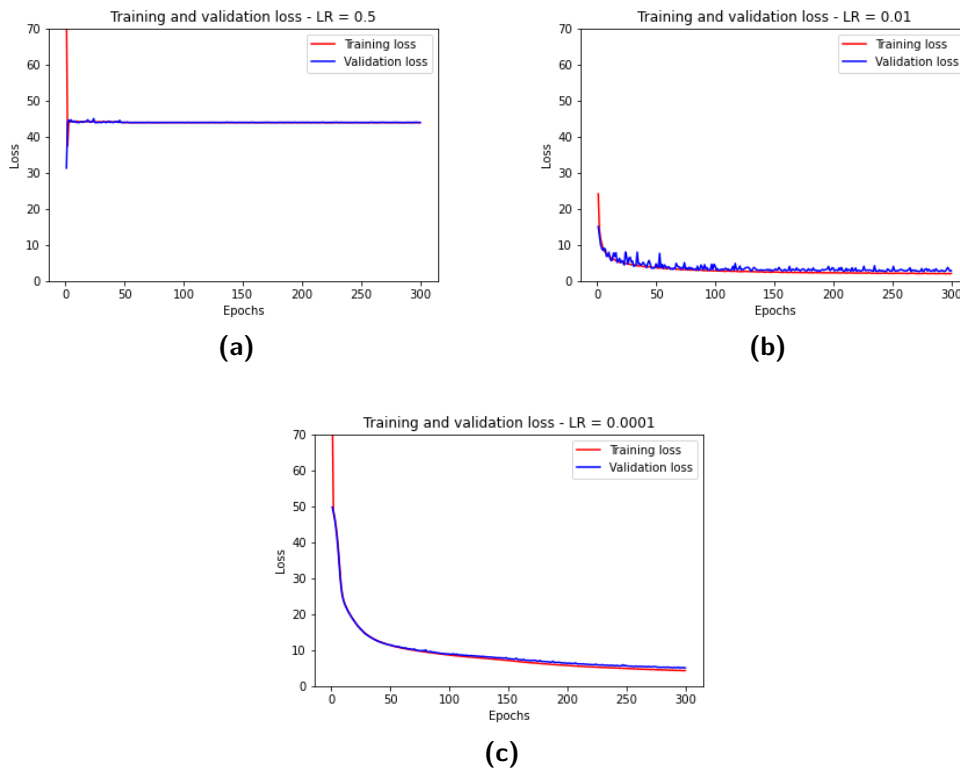 Training and validation loss - LR = 0.5
70
60
50
40
30
20
10
0
Loss
Training loss
Validation loss
0 50 100 150 200 250 300
Epochs
(a)
Training and validation loss - LR = 0.01
70
60
50
40
30
20
10
0
Loss
Training loss
Validation loss
0 50 100 150 200 250 300
Epochs
(b)
Training and validation loss - LR = 0.0001
70
60
50
40
30
20
10
0
Loss
Training loss
Validation loss
0 50 100 150 200 250 300
Epochs
(c)